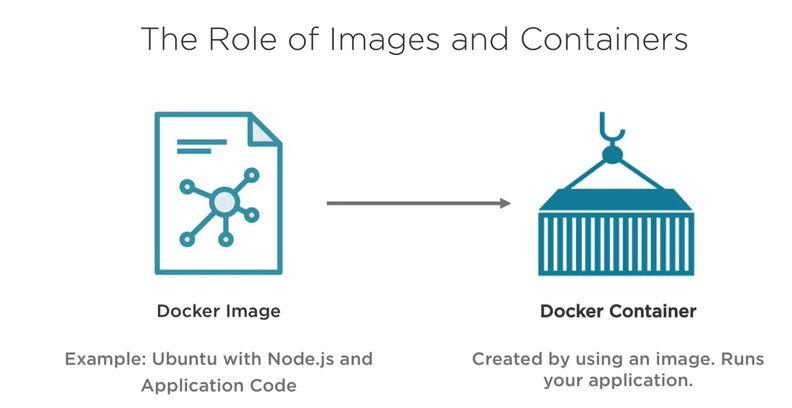 The Role of Images and Containers
Docker Image
Example: Ubuntu with Node.js and
Application Code
Docker Container
Created by using an image. Runs
your application.